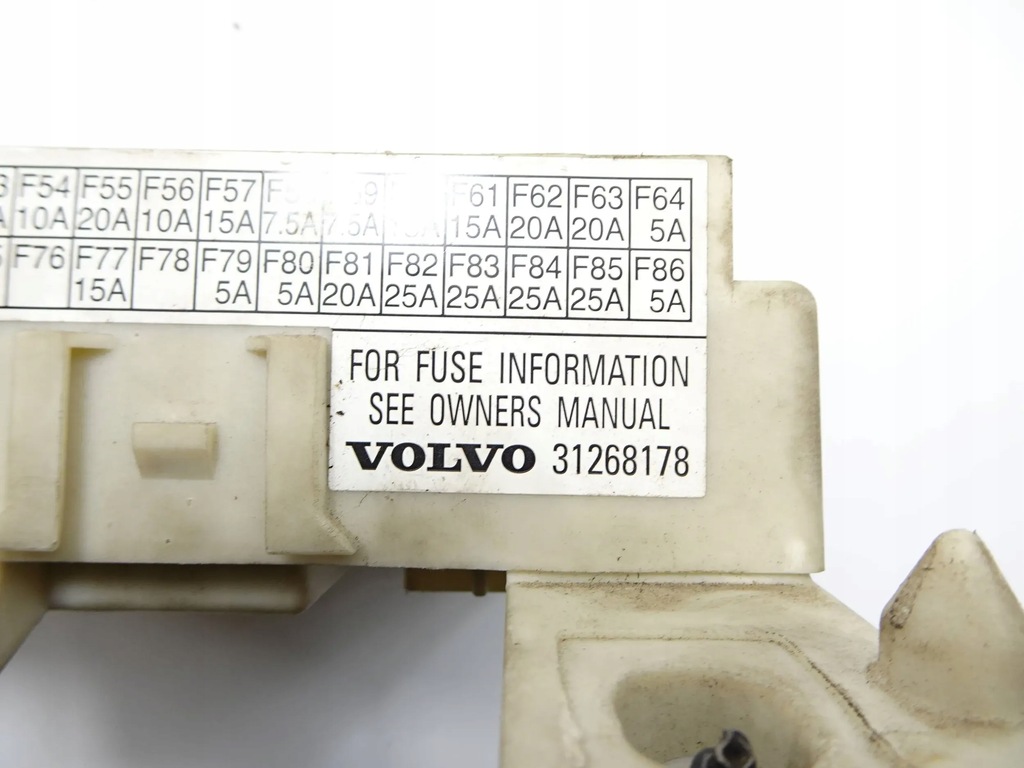 F54 F55 F56 F57 F61 F62 F63 F64
10A 20A 10A 15A 7.5A 7.5A 15A 20A 20A 5A
F76 F77 F78 F79 F80 F81 F82 F83 F84 F85 F86
15A 5A 5A 20A 25A 25A 25A 25A 5A
FOR FUSE INFORMATION
SEE OWNERS MANUAL
VOLVO 31268178